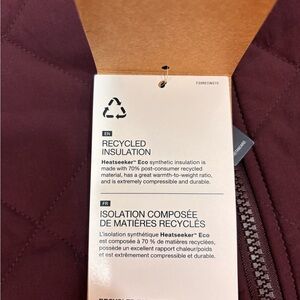 EN
RECYCLED
INSULATION
Heatseeker™ Eco synthetic insulation is
made with 70% post-consumer recycled
material, has a great warmth-to-weight ratio,
and is extremely compressible and durable.
FR
ISOLATION COMPOSÉE
DE MATIÈRES RECYCLÉS
L'isolation synthétique Heatseeker™ Eco
est composée à 70 % de matières recyclées,
possède un excellent rapport chaleur/poids
et est extrêmement compressible et durable.